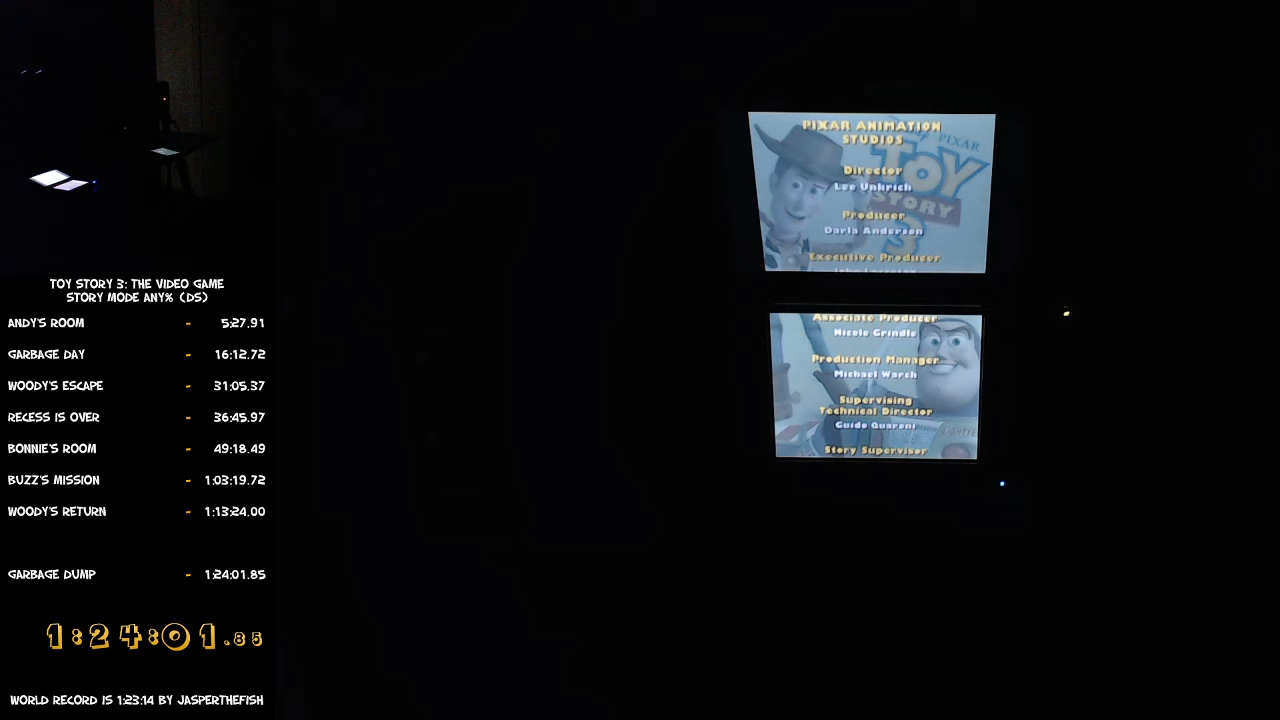 TOY STORY 3: THE VIDEO GAME
STORY MODE ANY% (DS)
ANDY'S ROOM - 5:27.91
GARBAGE DAY - 16:12.72
WOODY'S ESCAPE - 31:05.37
RECESS IS OVER - 36:45.97
BONNIE'S ROOM - 49:18.49
BUZZ'S MISSION - 1:03:19.72
WOODY'S RETURN - 1:13:24.00
GARBAGE DUMP - 1:24:01.85
1:24:01.85
WORLD RECORD IS 1:23:14 BY JASPERTHEFISH
PIXAR ANIMATION
STUDIOS
Director
Lee Unkrich
Producer
Darla Anderson
Executive Producer
PIXAR
TOY
STORY
3
Associate Producer
Nicole Grindle
Production Manager
Michael Warch
Supervising
Technical Director
Guido Quaroni
Story Supervisor